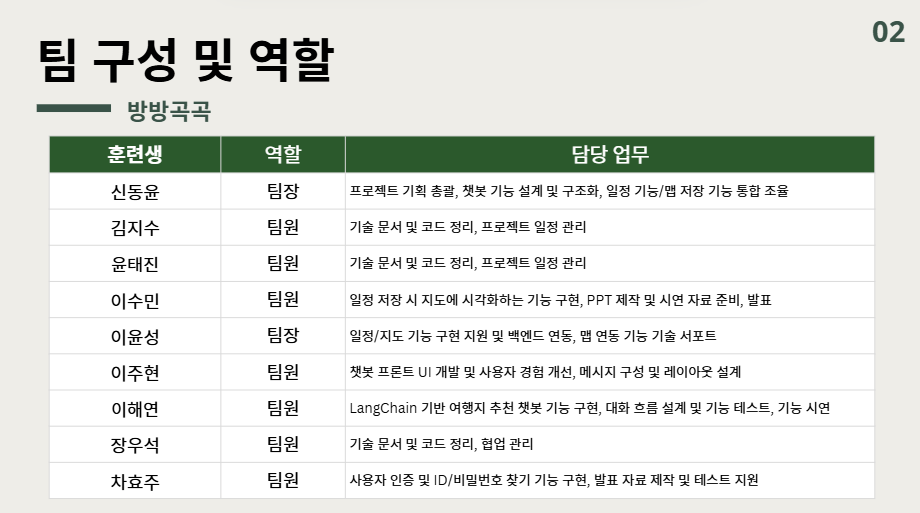 02
팀 구성 및 역할
방방곡곡
훈련생 역할 담당 업무
신동윤 팀장 프로젝트 기획 총괄, 챗봇 기능 설계 및 구조화, 일정 기능/맵 저장 기능 통합 조율
김지수 팀원 기술 문서 및 코드 정리, 프로젝트 일정 관리
윤태진 팀원 기술 문서 및 코드 정리, 프로젝트 일정 관리
이수민 팀원 일정 저장 시 지도에 시각화하는 기능 구현, PPT 제작 및 시연 자료 준비, 발표
이윤성 팀장 일정/지도 기능 구현 지원 및 백엔드 연동, 맵 연동 기능 기술 서포트
이주현 팀원 챗봇 프론트 UI 개발 및 사용자 경험 개선, 메시지 구성 및 레이아웃 설계
이해연 팀원 LangChain 기반 여행지 추천 챗봇 기능 구현, 대화 흐름 설계 및 기능 테스트, 기능 시연
장우석 팀원 기술 문서 및 코드 정리, 협업 관리
차효주 팀원 사용자 인증 및 ID/비밀번호 찾기 기능 구현, 발표 자료 제작 및 테스트 지원